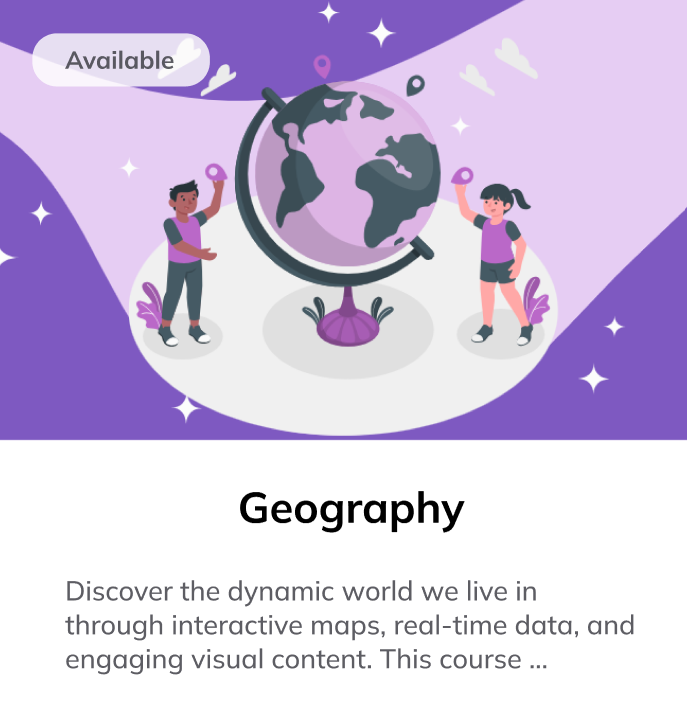 Available
Geography
Discover the dynamic world we live in
through interactive maps, real-time data, and
engaging visual content. This course ...